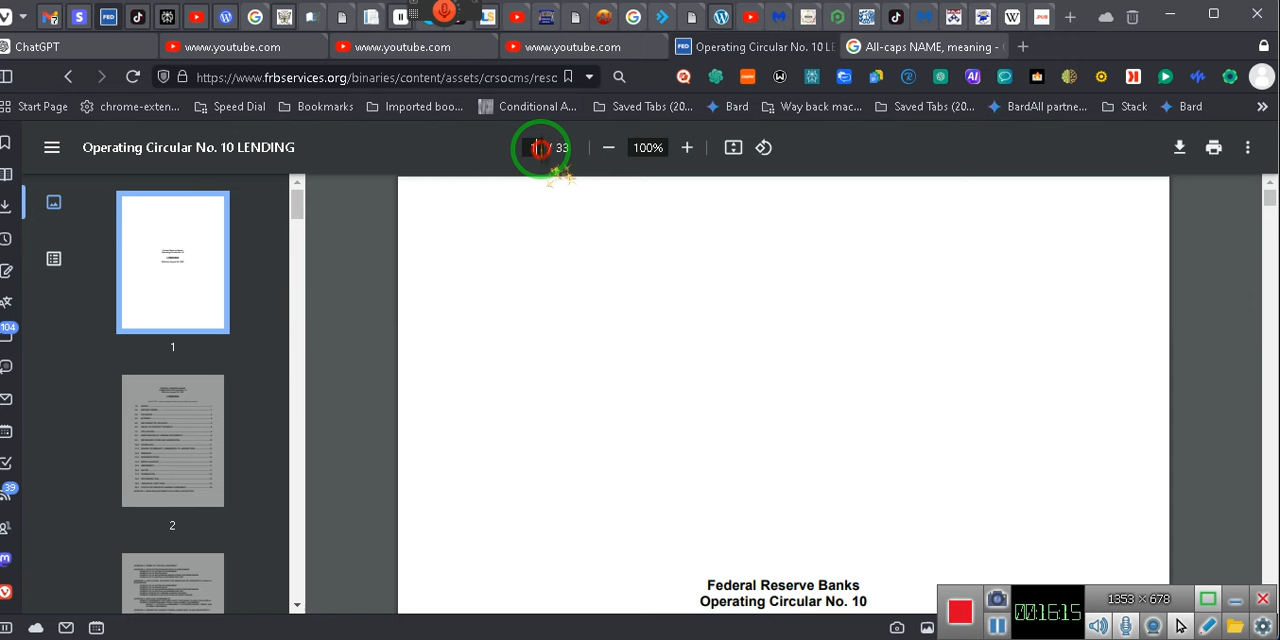 ChatGPT
www.youtube.com
www.youtube.com
www.youtube.com
FED
Operating Circular No. 10 LE
All-caps NAME, meaning -
https://www.frbservices.org/binaries/content/assets/crsocms/resc
Start Page
chrome-exten...
Speed Dial
Bookmarks
Imported boo...
Conditional A...
Saved Tabs (20...
Bard
Way back mac...
Saved Tabs (20...
BardAll partne...
Stack
Bard
Operating Circular No. 10 LENDING
/ 33
100%
1
2
104
39
Federal Reserve Banks
Operating Circular No. 10
1353 × 678
00:16:15